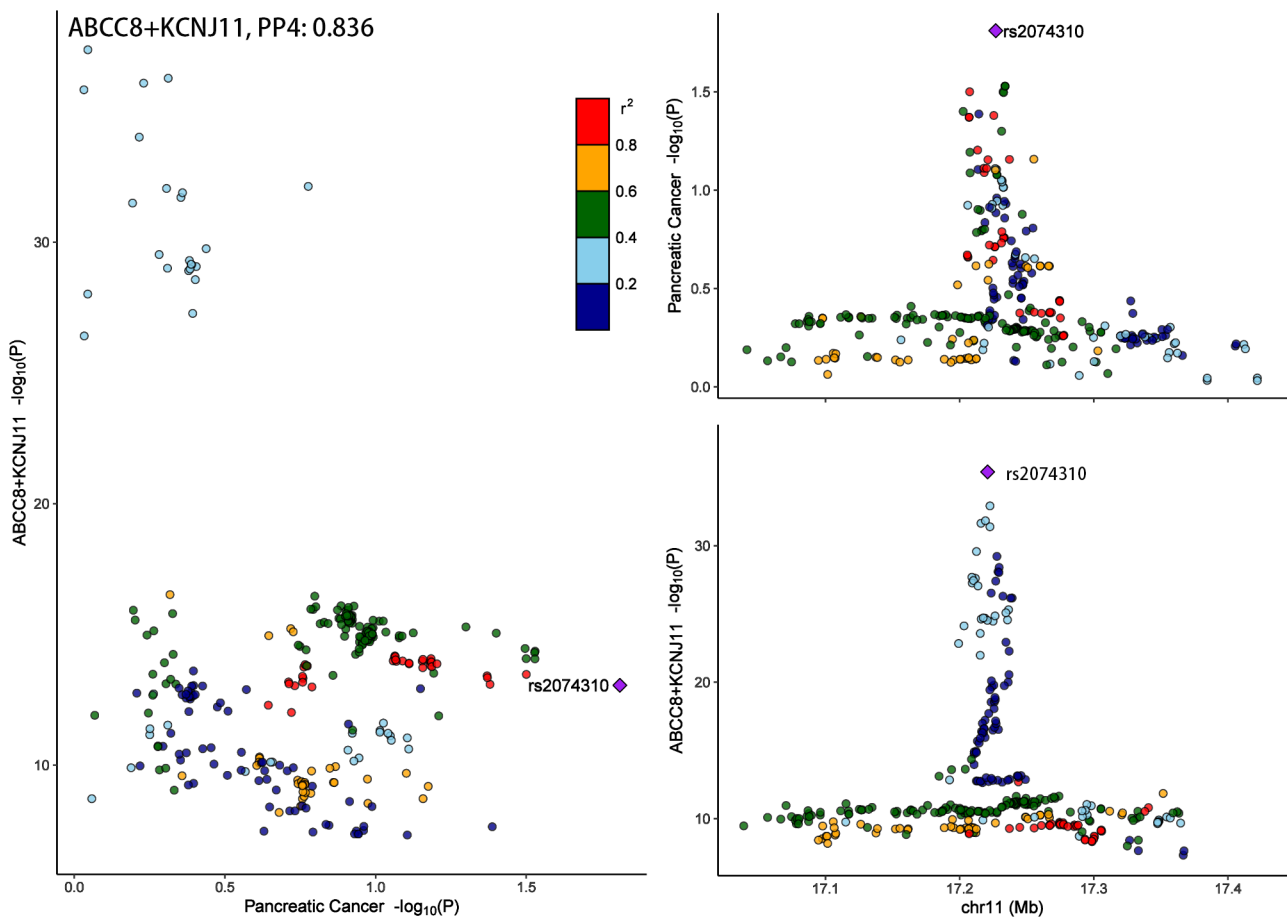 ABCC8+KCNJ11, PP4: 0.836
ABCC8+KCNJ11 -log10(P)
30
20
10
r2
0.8
0.6
0.4
0.2
rs2074310
0.0
0.5
1.0
1.5
Pancreatic Cancer -log10(P)
Pancreatic Cancer -log10(P)
1.5
1.0
0.5
0.0
rs2074310
ABCC8+KCNJ11 -log10(P)
30
20
10
rs2074310
17.1
17.2
17.3
17.4
chr11 (Mb)